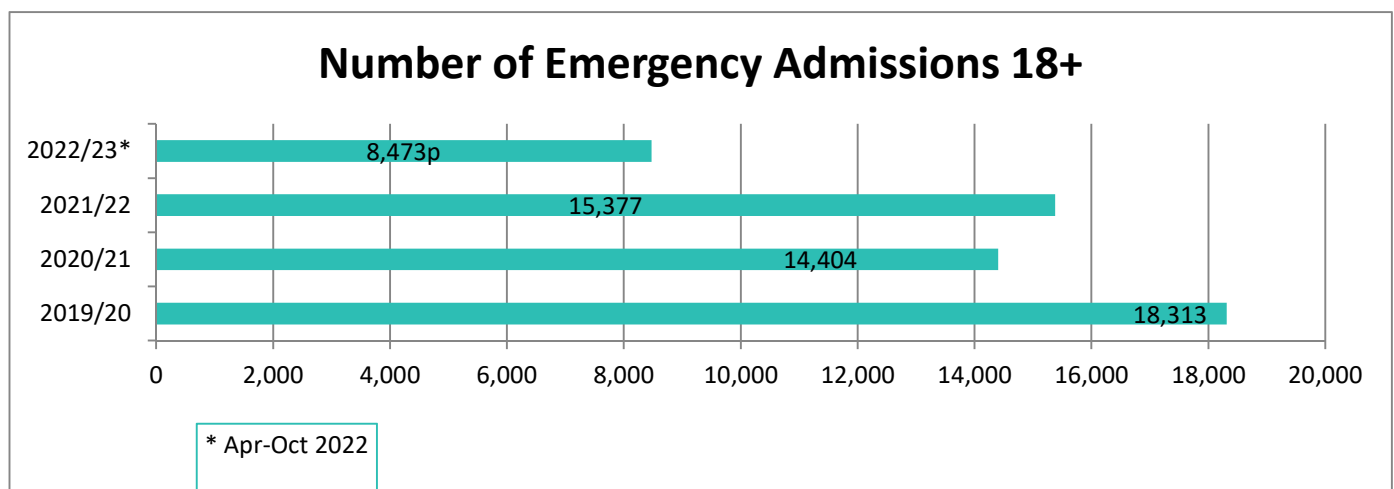 Number of Emergency Admissions 18+
2022/23*
8,473p
2021/22
15,377
2020/21
14,404
2019/20
18,313
0 2,000 4,000 6,000 8,000 10,000 12,000 14,000 16,000 18,000 20,000
* Apr-Oct 2022